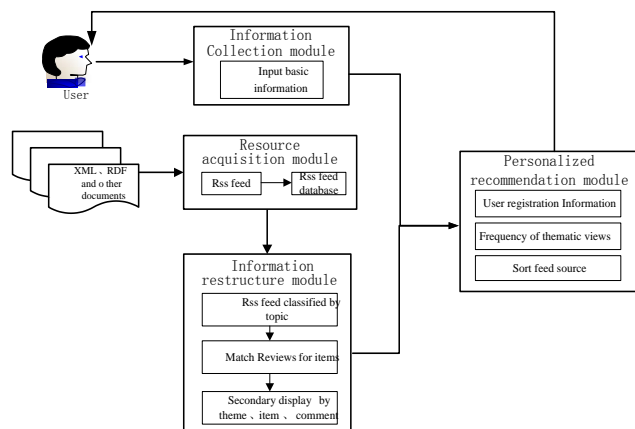 Information
Collection module
Input basic
information
User
Resource
acquisition module
XML、RDF
and o ther
documents
Rss feed
Rss feed
database
Personalized
recommendation module
User registration Information
Frequency of thematic views
Sort feed source
Information
restructure module
Rss feed classified by
topic
Match Reviews for items
Secondary display by
theme、item、 comment